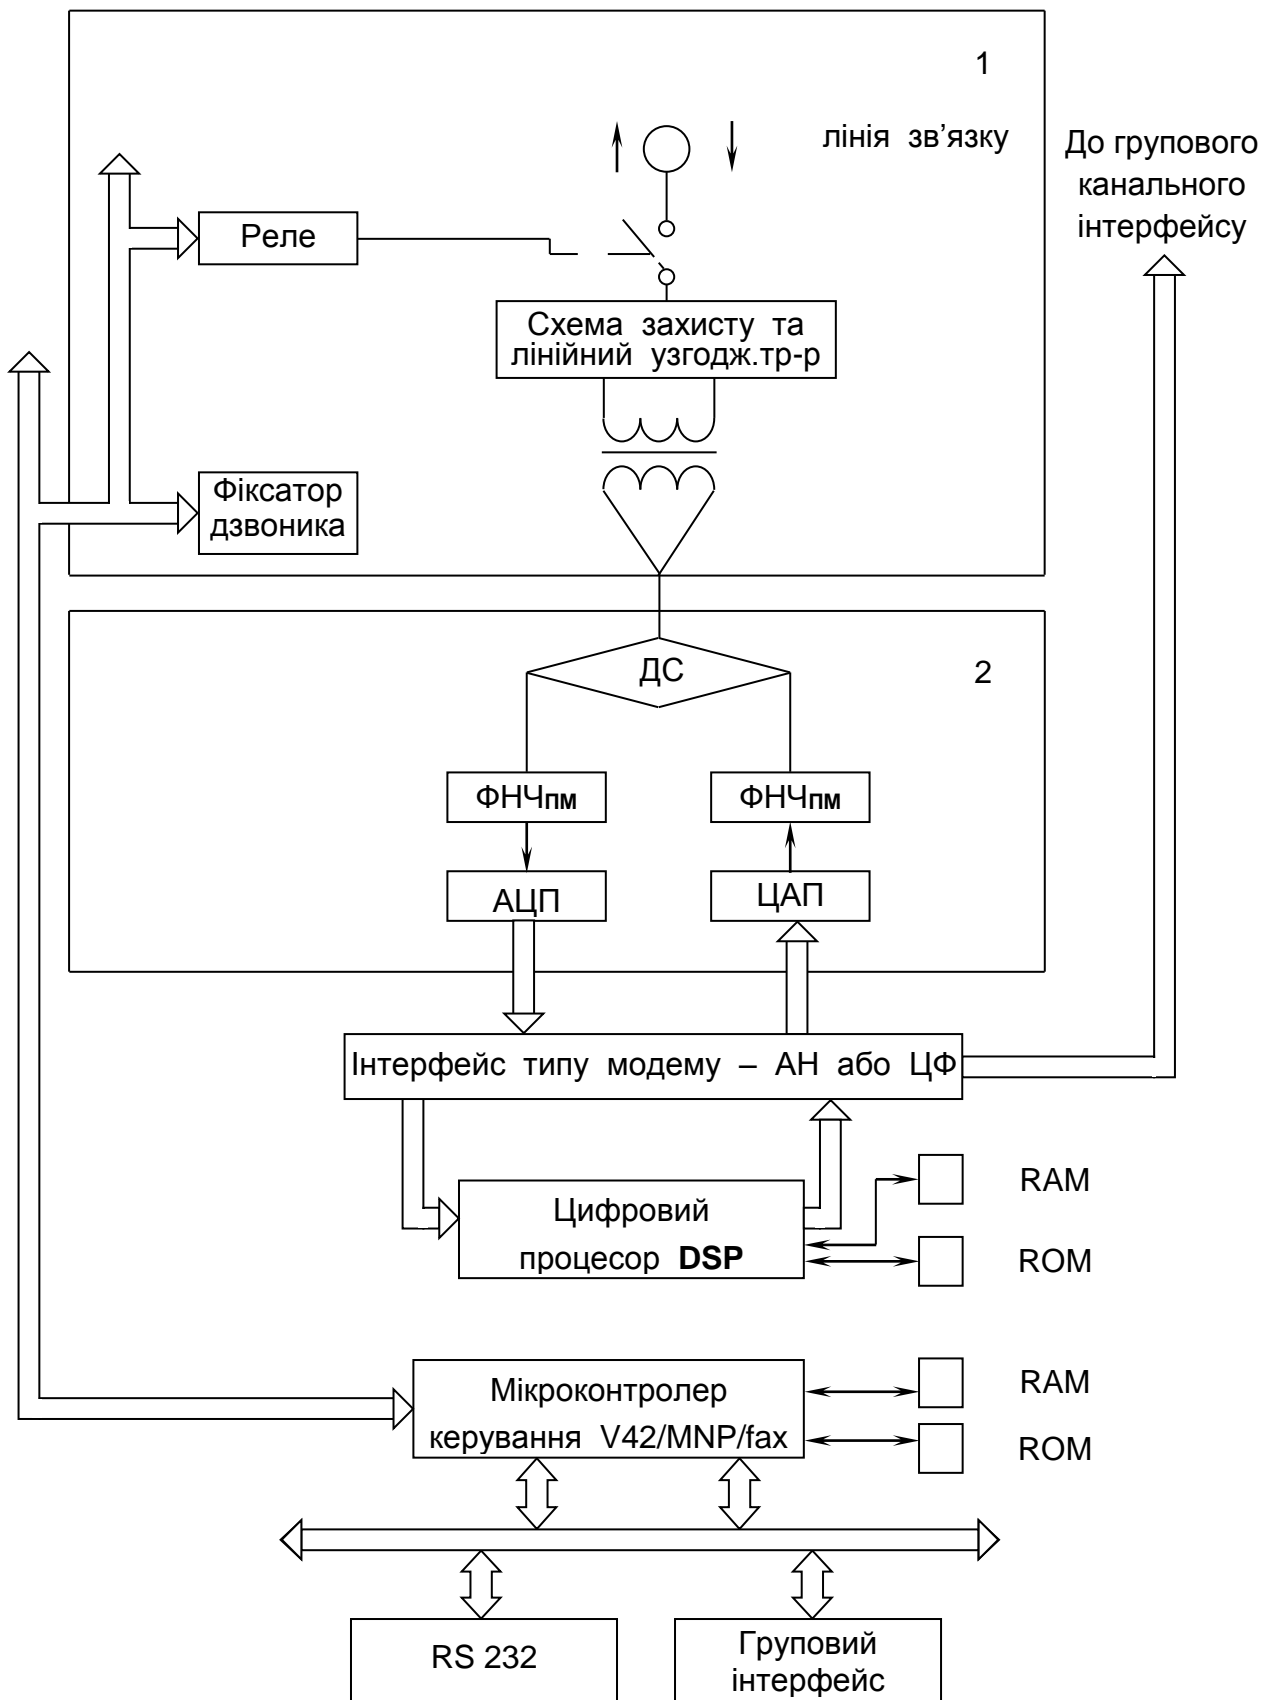 1
лінія зв’язку
До групового
канального
інтерфейсу
Реле
Схема захисту та
лінійний узгодж.тр-р
Фіксатор
дзвоника
ДС
2
ФНЧпм
ФНЧпм
АЦП
ЦАП
Інтерфейс типу модему – АН або ЦФ
Цифровий
процесор DSP
RAM
ROM
Мікроконтролер
керування V42/MNP/fax
RAM
ROM
RS 232
Груповий
інтерфейс